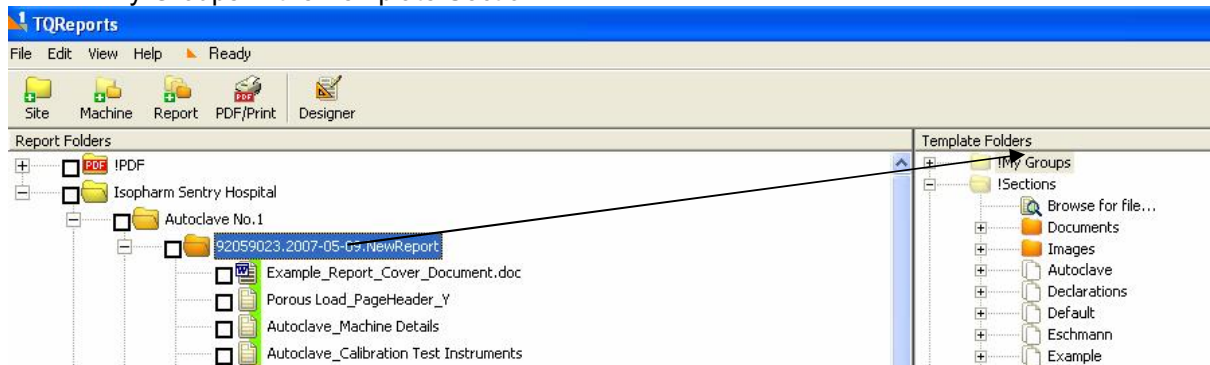 TQReports
File Edit View Help Ready
Site Machine Report PDF/Print Designer
Report Folders
PDF !PDF
Isopharm Sentry Hospital
Autoclave No.1
92059023.2007-05-09.NewReport
Example_Report_Cover_Document.doc
Porous Load_PageHeader_Y
Autoclave_Machine Details
Autoclave_Calibration Test Instruments
Template Folders
!My Groups
!Sections
Browse for file...
Documents
Images
Autoclave
Declarations
Default
Eschmann
Example